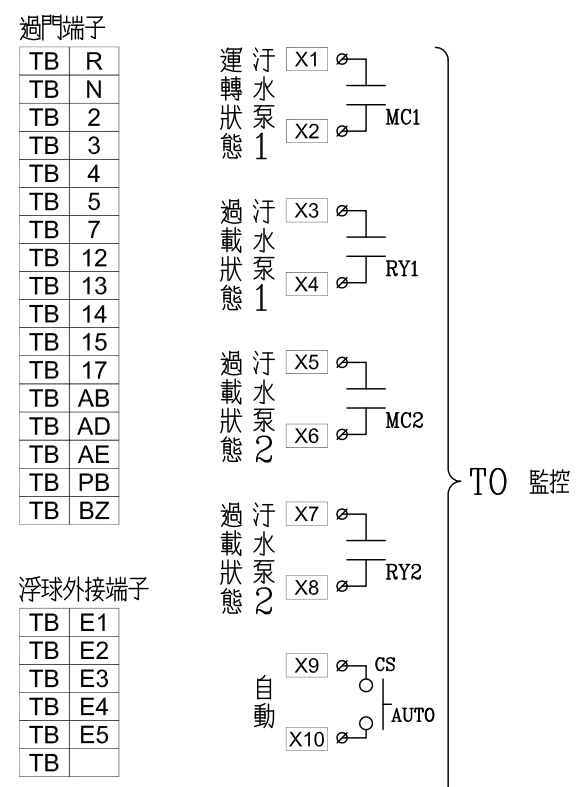 過門端子
TB R
TB N
TB 2
TB 3
TB 4
TB 5
TB 7
TB 12
TB 13
TB 14
TB 15
TB 17
TB AB
TB AD
TB AE
TB PB
TB BZ
浮球外接端子
TB E1
TB E2
TB E3
TB E4
TB E5
TB
汙水泵1
運轉狀態
X1
X2
MC1
汙水泵1
過載狀態
X3
X4
RY1
汙水泵2
過載狀態
X5
X6
MC2
汙水泵2
過載狀態
X7
X8
RY2
自動
X9
CS
AUTO
X10
TO 監控